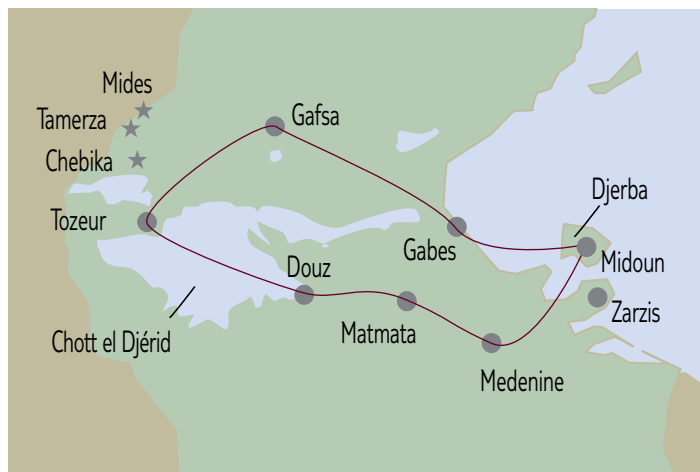 Mides
Gafsa
Tamerza
Chebika
Djerba
Tozeur
Gabes
Midoun
Douz
Zarzis
Matmata
Chott el Djérid
Medenine